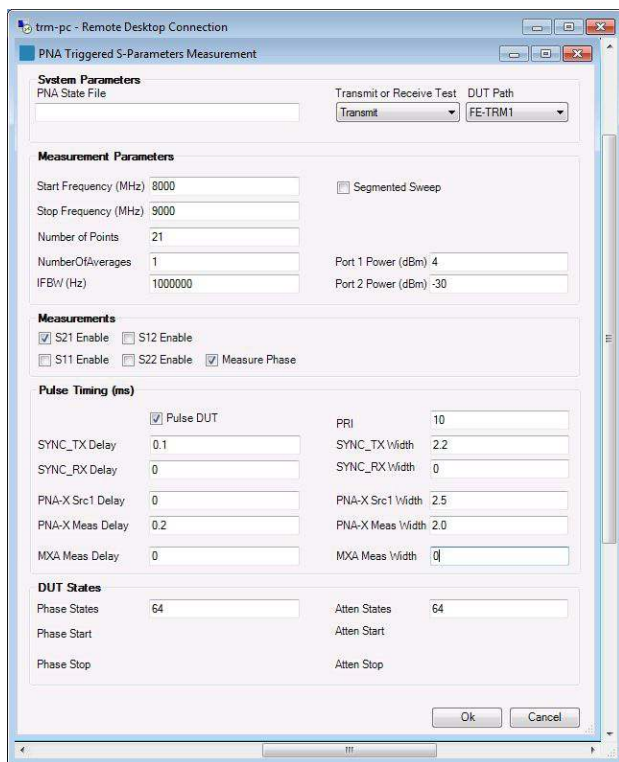 trm-pc - Remote Desktop Connection
PNA Triggered S-Parameters Measurement
System Parameters
PNA State File
Transmit or Receive Test DUT Path
Transmit FE-TRM1
Measurement Parameters
Start Frequency (MHz) 8000 Segmented Sweep
Stop Frequency (MHz) 9000
Number of Points 21
NumberOfAverages 1 Port 1 Power (dBm) 4
IFBW (Hz) 1000000 Port 2 Power (dBm) -30
Measurements
S21 Enable S12 Enable
S11 Enable S22 Enable Measure Phase
Pulse Timing (ms)
Pulse DUT PRI 10
SYNC_TX Delay 0.1 SYNC_TX Width 2.2
SYNC_RX Delay 0 SYNC_RX Width 0
PNA-X Src1 Delay 0 PNA-X Src1 Width 2.5
PNA-X Meas Delay 0.2 PNA-X Meas Width 2.0
MXA Meas Delay 0 MXA Meas Width 0
DUT States
Phase States 64 Atten States 64
Phase Start Atten Start
Phase Stop Atten Stop
Ok Cancel